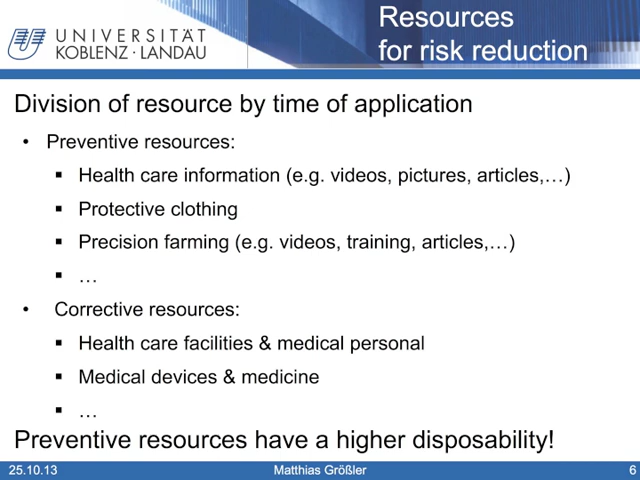 UNIVERSITÄT
KOBLENZ · LANDAU
Resources
for risk reduction
Division of resource by time of application
• Preventive resources:
▪ Health care information (e.g. videos, pictures, articles,…)
▪ Protective clothing
▪ Precision farming (e.g. videos, training, articles,…)
▪ …
• Corrective resources:
▪ Health care facilities & medical personal
▪ Medical devices & medicine
▪ …
Preventive resources have a higher disposability!
25.10.13 Matthias Größler 6